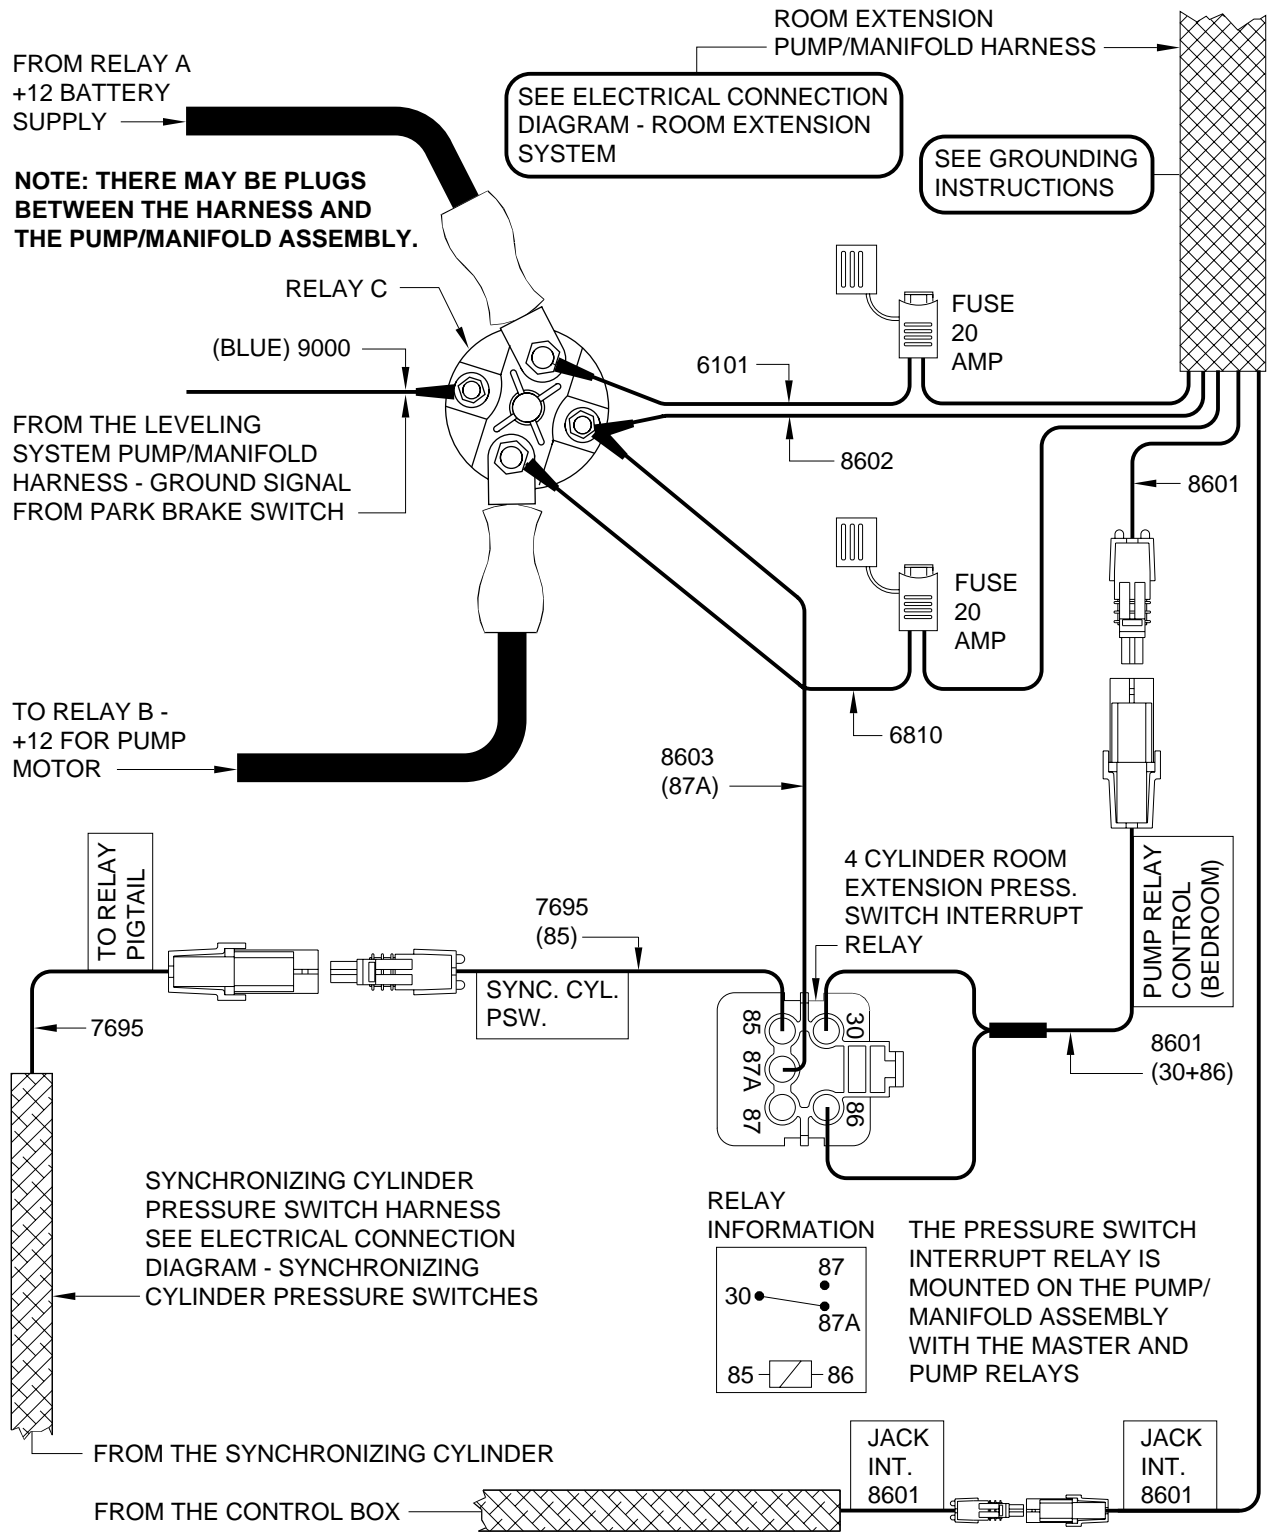 ROOM EXTENSION
PUMP/MANIFOLD HARNESS
FROM RELAY A
+12 BATTERY
SUPPLY
SEE ELECTRICAL CONNECTION
DIAGRAM - ROOM EXTENSION
SYSTEM
SEE GROUNDING
INSTRUCTIONS
NOTE: THERE MAY BE PLUGS
BETWEEN THE HARNESS AND
THE PUMP/MANIFOLD ASSEMBLY.
RELAY C
(BLUE) 9000
FUSE
20
AMP
6101
8602
FROM THE LEVELING
SYSTEM PUMP/MANIFOLD
HARNESS - GROUND SIGNAL
FROM PARK BRAKE SWITCH
8601
FUSE
20
AMP
TO RELAY B -
+12 FOR PUMP
MOTOR
6810
8603
(87A)
TO RELAY
PIGTAIL
4 CYLINDER ROOM
EXTENSION PRESS.
SWITCH INTERRUPT
RELAY
PUMP RELAY
CONTROL
(BEDROOM)
7695
(85)
SYNC. CYL.
PSW.
7695
85
30
87A
87
86
8601
(30+86)
SYNCHRONIZING CYLINDER
PRESSURE SWITCH HARNESS
SEE ELECTRICAL CONNECTION
DIAGRAM - SYNCHRONIZING
CYLINDER PRESSURE SWITCHES
RELAY
INFORMATION
87
30
87A
85
86
THE PRESSURE SWITCH
INTERRUPT RELAY IS
MOUNTED ON THE PUMP/
MANIFOLD ASSEMBLY
WITH THE MASTER AND
PUMP RELAYS
FROM THE SYNCHRONIZING CYLINDER
FROM THE CONTROL BOX
JACK
INT.
8601
JACK
INT.
8601